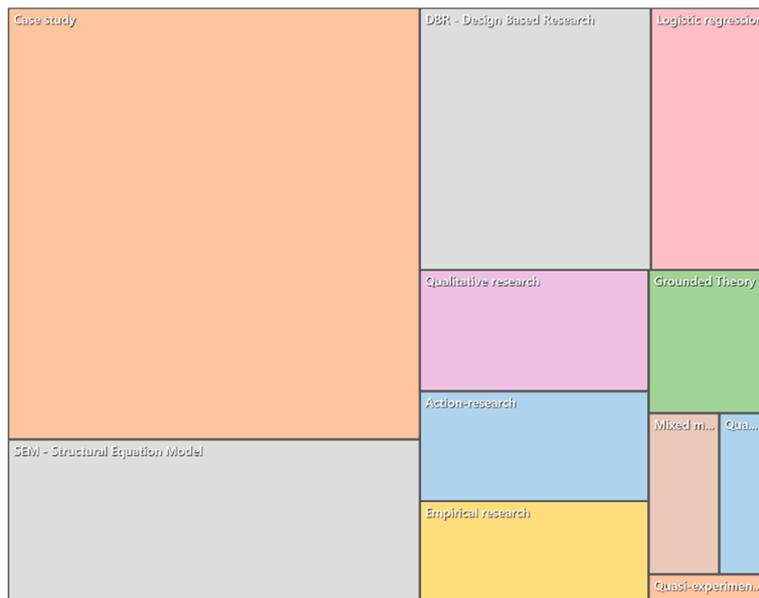 Case study
DBR - Design Based Research
Logistic regression
Qualitative research
Grounded Theory
Action-research
Mixed m...
Qua...
SEM - Structural Equation Model
Empirical research
Quasi-experimen...